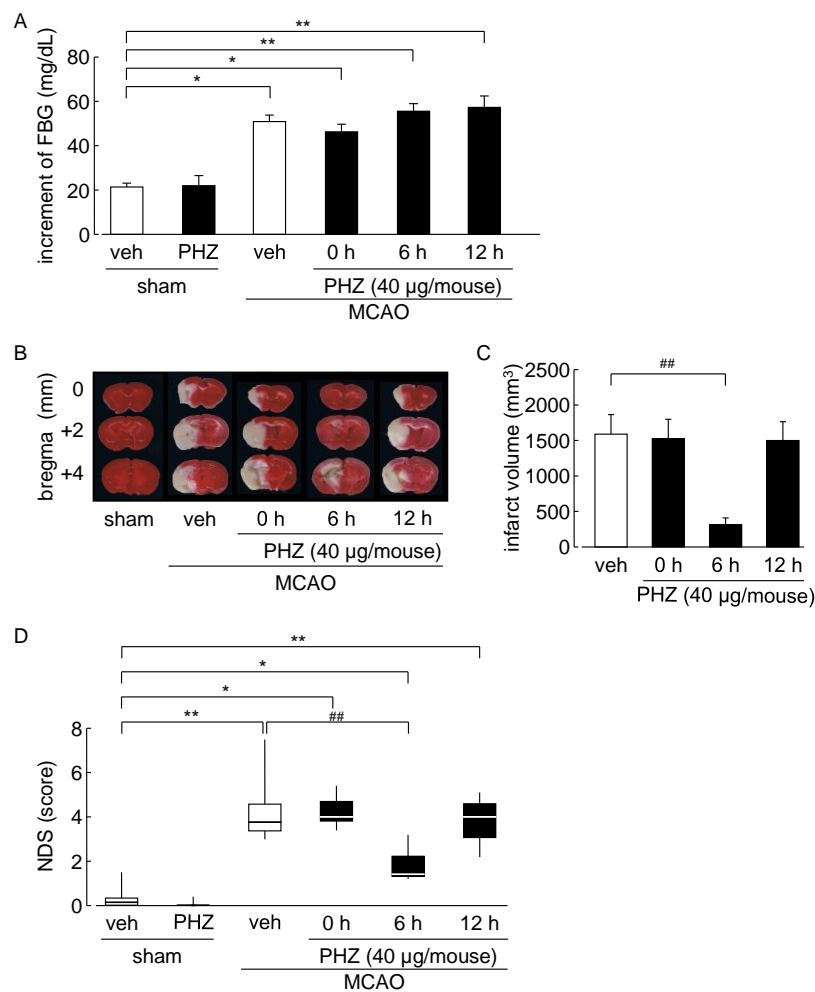 A
increment of FBG (mg/dL)
80
60
40
20
0
**
**
*
*
veh PHZ veh 0 h 6 h 12 h
sham PHZ (40 µg/mouse)
MCAO
B
bregma (mm)
0
+2
+4
sham veh 0 h 6 h 12 h
PHZ (40 µg/mouse)
MCAO
C
infarct volume (mm³)
2500
2000
1500
1000
500
0
##
veh 0 h 6 h 12 h
PHZ (40 µg/mouse)
D
NDS (score)
8
6
4
2
0
**
*
*
** ##
veh PHZ veh 0 h 6 h 12 h
sham PHZ (40 µg/mouse)
MCAO